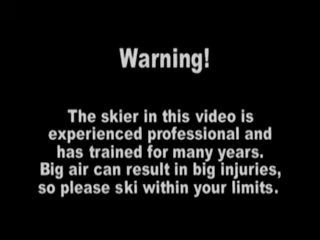 Warning!
The skier in this video is
experienced professional and
has trained for many years.
Big air can result in big injuries,
so please ski within your limits.